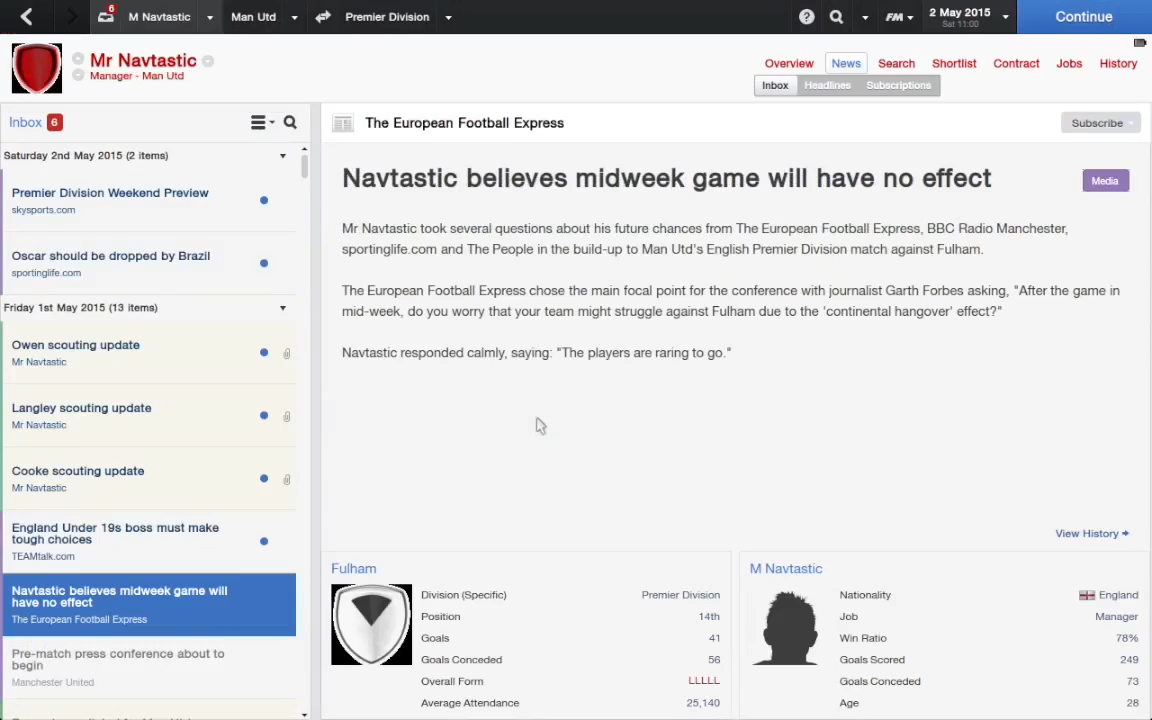 6
M Navtastic
Man Utd
Premier Division
?
FM
2 May 2015
Sat 11:00
Continue
Mr Navtastic
Manager - Man Utd
Overview
News
Search
Shortlist
Contract
Jobs
History
Inbox
Headlines
Subscriptions
Inbox 6
The European Football Express
Subscribe
Saturday 2nd May 2015 (2 items)
Premier Division Weekend Preview
skysports.com
Oscar should be dropped by Brazil
sportinglife.com
Friday 1st May 2015 (13 items)
Owen scouting update
Mr Navtastic
Langley scouting update
Mr Navtastic
Cooke scouting update
Mr Navtastic
England Under 19s boss must make
tough choices
TEAMtalk.com
Navtastic believes midweek game will
have no effect
The European Football Express
Pre-match press conference about to
begin
Manchester United
Navtastic believes midweek game will have no effect
Media
Mr Navtastic took several questions about his future chances from The European Football Express, BBC Radio Manchester,
sportinglife.com and The People in the build-up to Man Utd's English Premier Division match against Fulham.
The European Football Express chose the main focal point for the conference with journalist Garth Forbes asking, "After the game in
mid-week, do you worry that your team might struggle against Fulham due to the 'continental hangover' effect?"
Navtastic responded calmly, saying: "The players are raring to go."
View History
Fulham
Division (Specific) Premier Division
Position 14th
Goals 41
Goals Conceded 56
Overall Form LLLLL
Average Attendance 25,140
M Navtastic
Nationality England
Job Manager
Win Ratio 78%
Goals Scored 249
Goals Conceded 73
Age 28